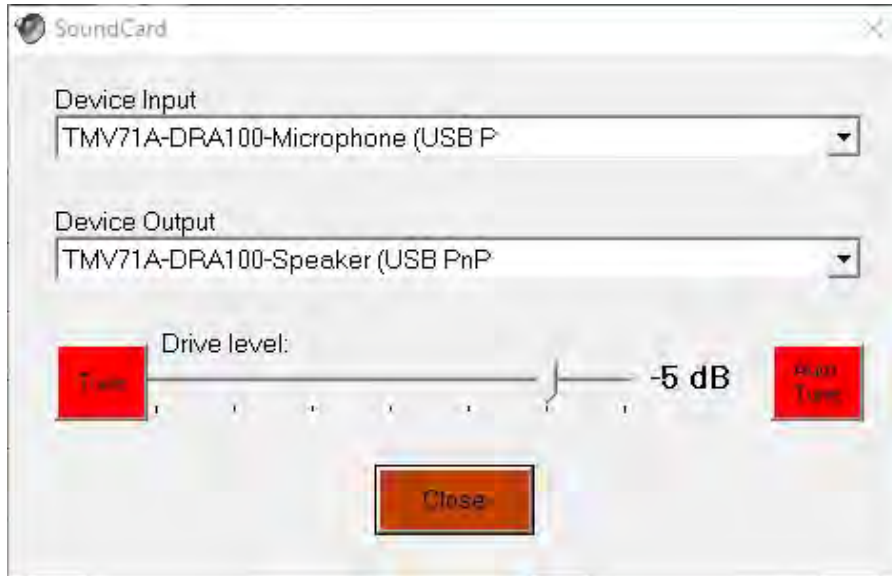 SoundCard
Device Input
TMV71A-DRA100-Microphone (USB P
Device Output
TMV71A-DRA100-Speaker (USB PnP
Drive level:
Tune
-5 dB
Tune
Close